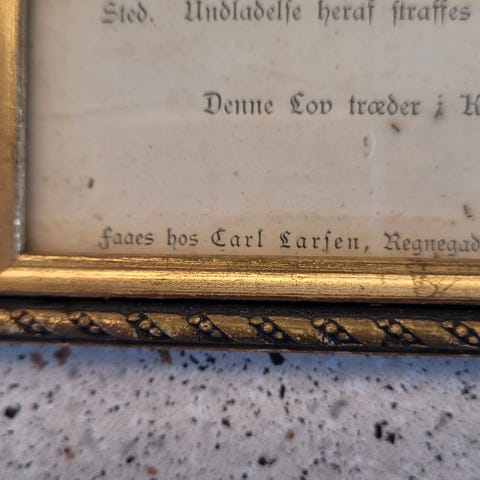 Sted. Undladelse heraf straffes
Denne Lov træder i K
Faaes hos Carl Larsen, Regnegad